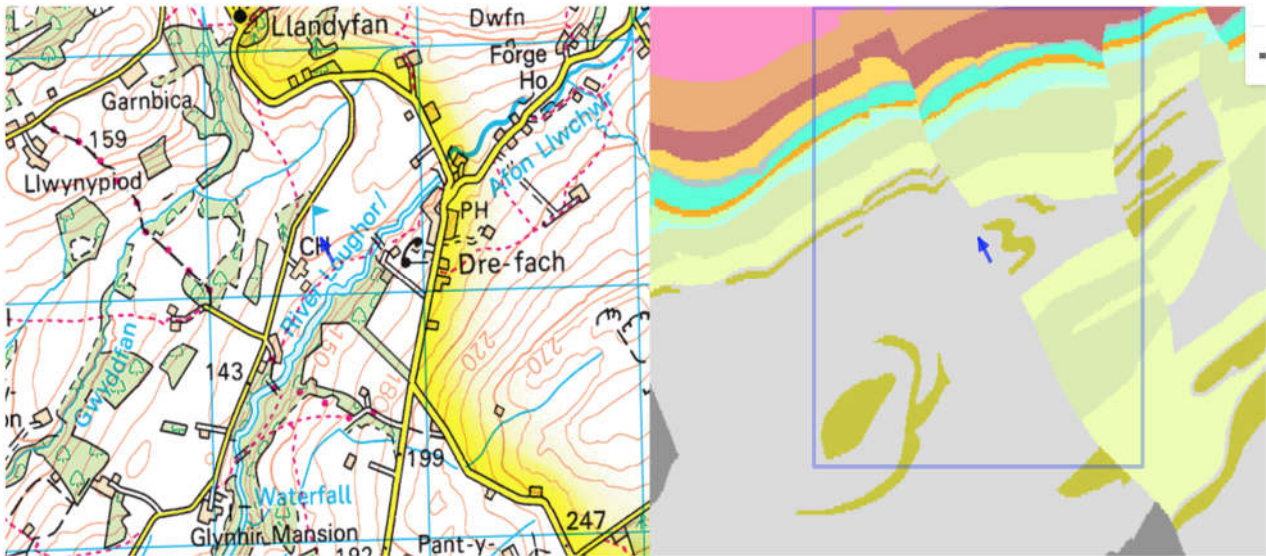 Llandyfan
Dwfn
Forge
Ho
Garnbica
159
Llwynypiod
Afon Llwchwr
PH
River Loughor/
CH
Dre-fach
Gwyddfan
143
150
180
220
270
199
Waterfall
Glynhir Mansion
247
192
Pant-y-